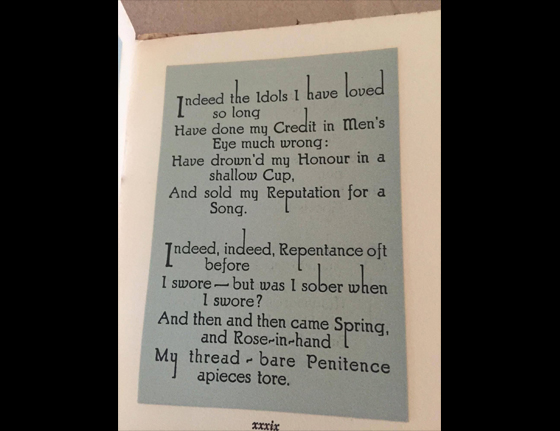 Indeed the Idols I have loved
so long
Have done my Credit in Men's
Eye much wrong:
Have drown'd my Honour in a
shallow Cup,
And sold my Reputation for a
Song.
Indeed, indeed, Repentance oft
before
I swore — but was I sober when
I swore?
And then and then came Spring,
and Rose-in-hand
My thread - bare Penitence
apieces tore.
xxxix